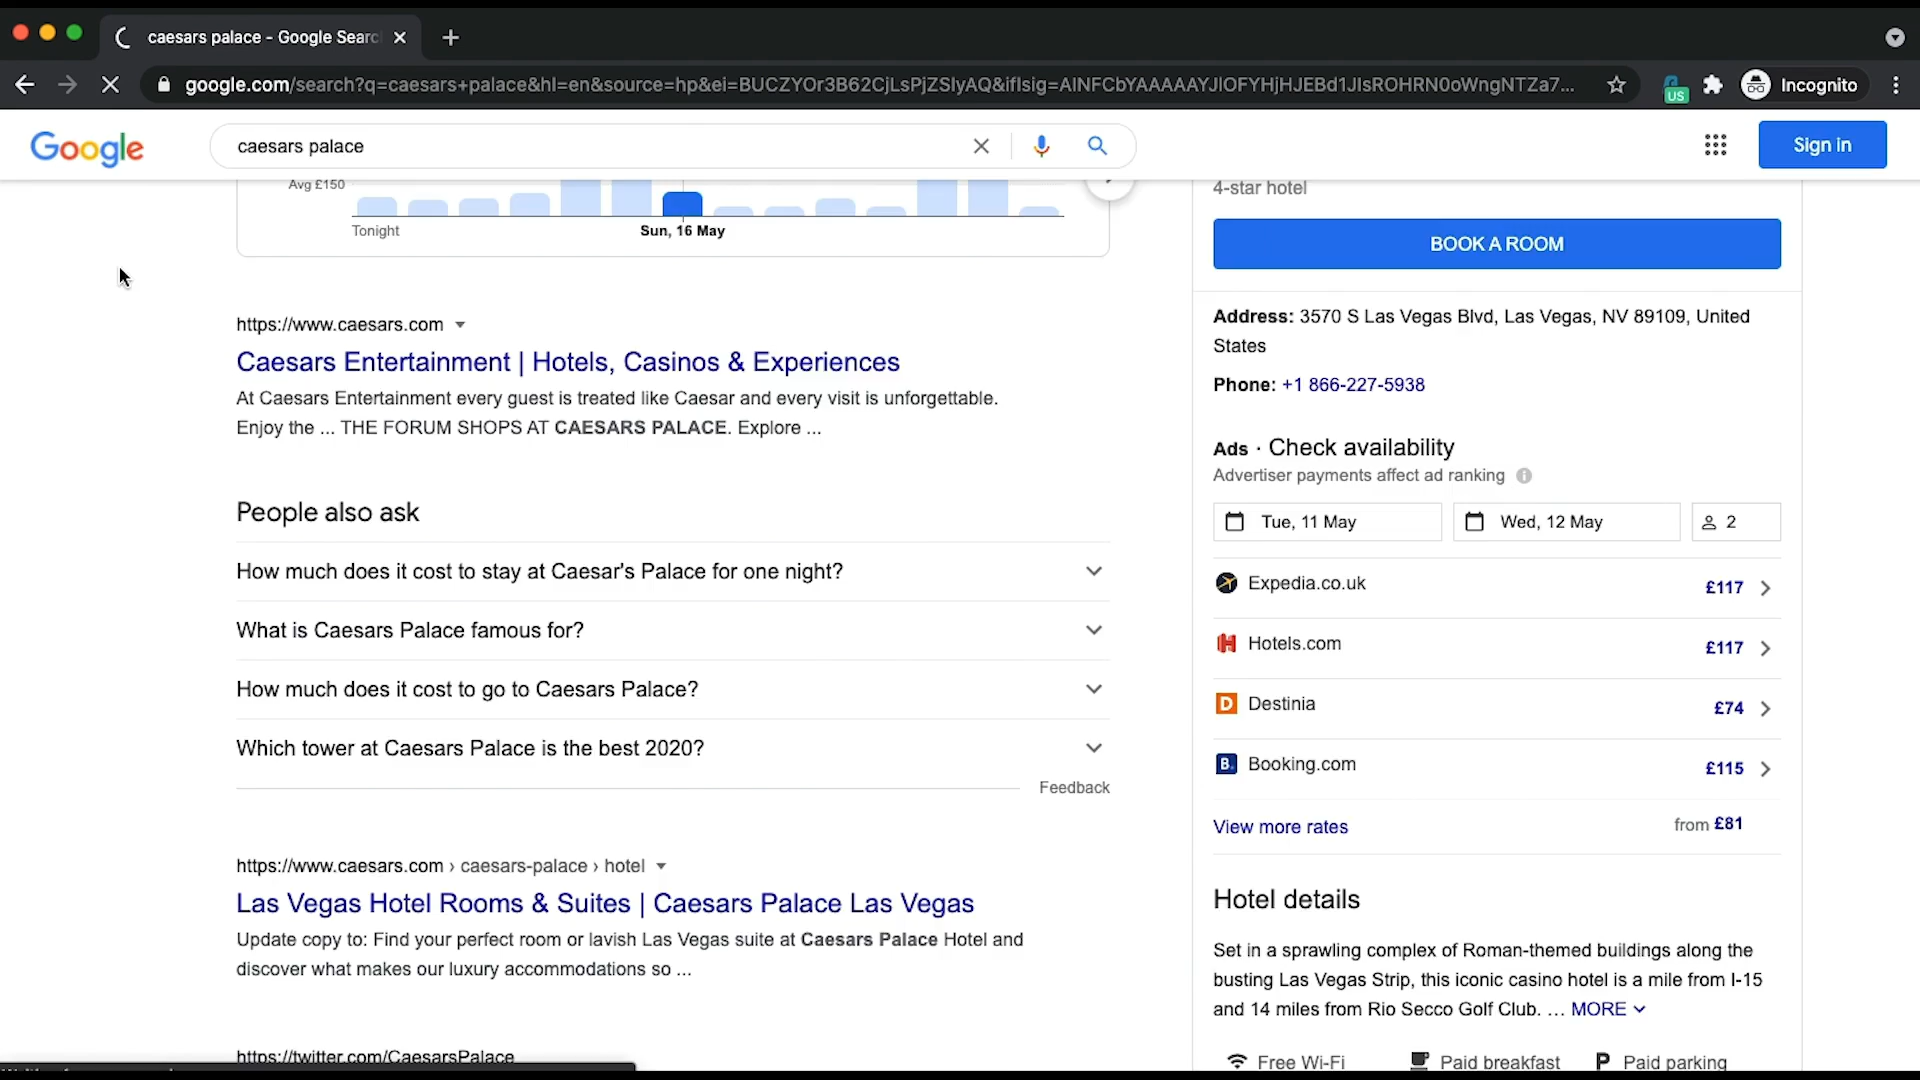 caesars palace - Google Searc
google.com/search?q=caesars+palace&hl=en&source=hp&ei=BUCZYOr3B62CjLsPjZSIyAQ&iflsig=AINFCbYAAAAAYJIOFYHjHJEBd1JIsROHRN0oWngNTZa7...
US
Incognito
Google
caesars palace
Sign in
Avg £150
Tonight
Sun, 16 May
https://www.caesars.com
Caesars Entertainment | Hotels, Casinos & Experiences
At Caesars Entertainment every guest is treated like Caesar and every visit is unforgettable.
Enjoy the ... THE FORUM SHOPS AT CAESARS PALACE. Explore ...
People also ask
How much does it cost to stay at Caesar's Palace for one night?
What is Caesars Palace famous for?
How much does it cost to go to Caesars Palace?
Which tower at Caesars Palace is the best 2020?
Feedback
https://www.caesars.com › caesars-palace › hotel
Las Vegas Hotel Rooms & Suites | Caesars Palace Las Vegas
Update copy to: Find your perfect room or lavish Las Vegas suite at Caesars Palace Hotel and
discover what makes our luxury accommodations so ...
https://twitter.com/CaesarsPalace
4-star hotel
BOOK A ROOM
Address: 3570 S Las Vegas Blvd, Las Vegas, NV 89109, United
States
Phone: +1 866-227-5938
Ads · Check availability
Advertiser payments affect ad ranking
Tue, 11 May Wed, 12 May 2
Expedia.co.uk £117
Hotels.com £117
Destinia £74
Booking.com £115
View more rates from £81
Hotel details
Set in a sprawling complex of Roman-themed buildings along the
busting Las Vegas Strip, this iconic casino hotel is a mile from I-15
and 14 miles from Rio Secco Golf Club. ... MORE
Free Wi-Fi Paid breakfast Paid parking